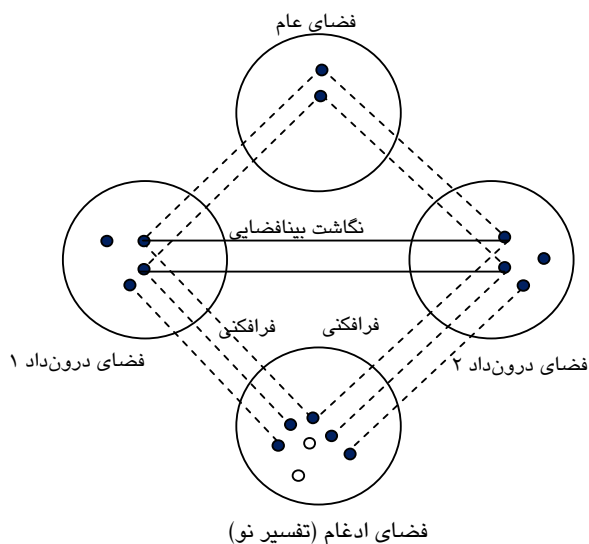 فضای عام
نگاشت بینافضایی
فرافکنی
فرافکنی
فضای درون‌داد ۲
فضای درون‌داد ۱
فضای ادغام (تفسیر نو)